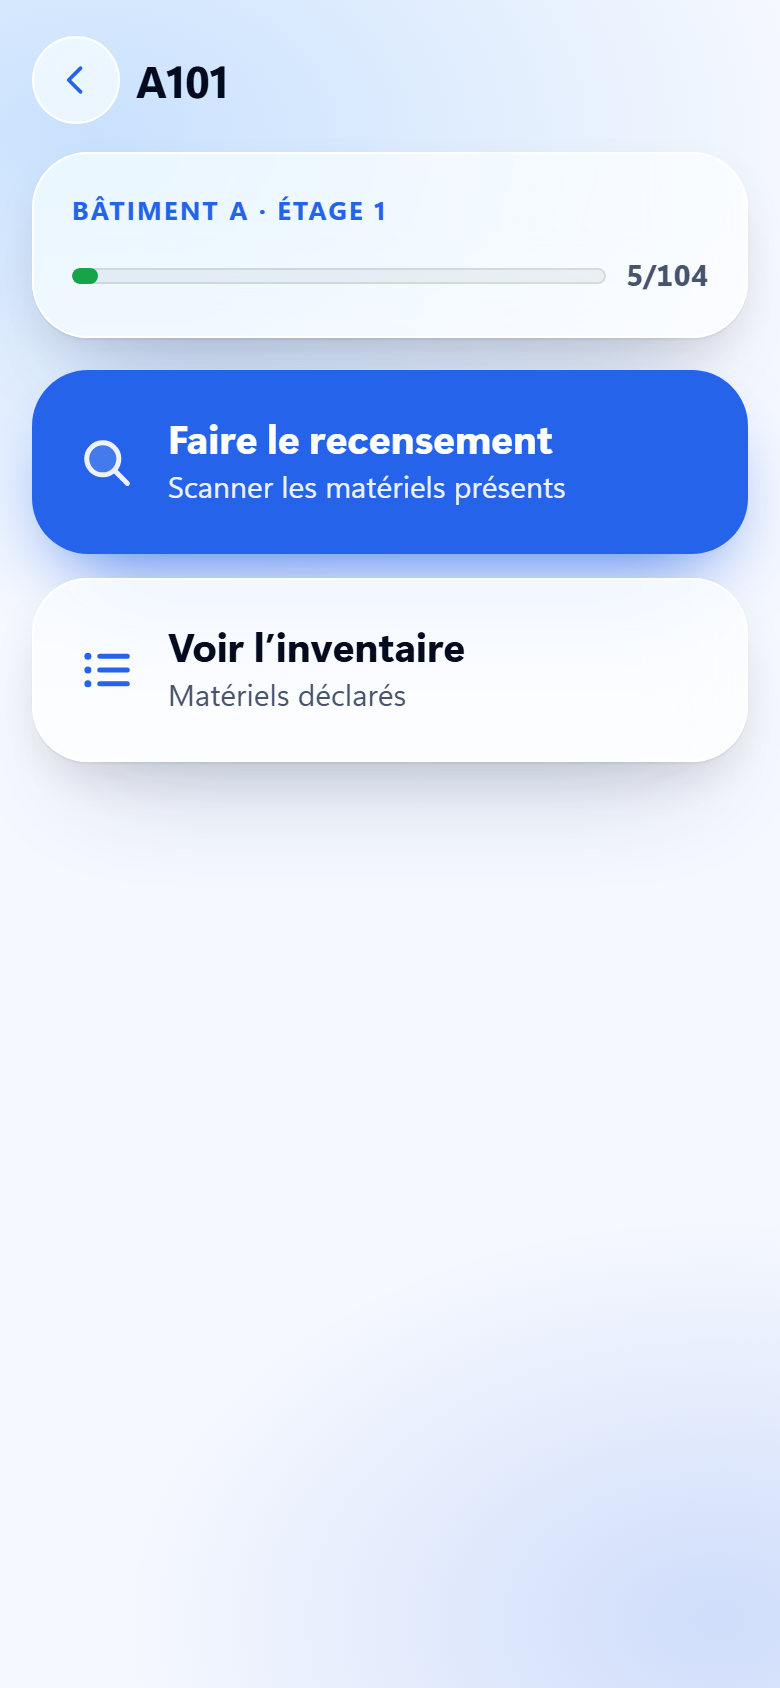 A101
BÂTIMENT A · ÉTAGE 1
5/104
Faire le recensement
Scanner les matériels présents
Voir l’inventaire
Matériels déclarés